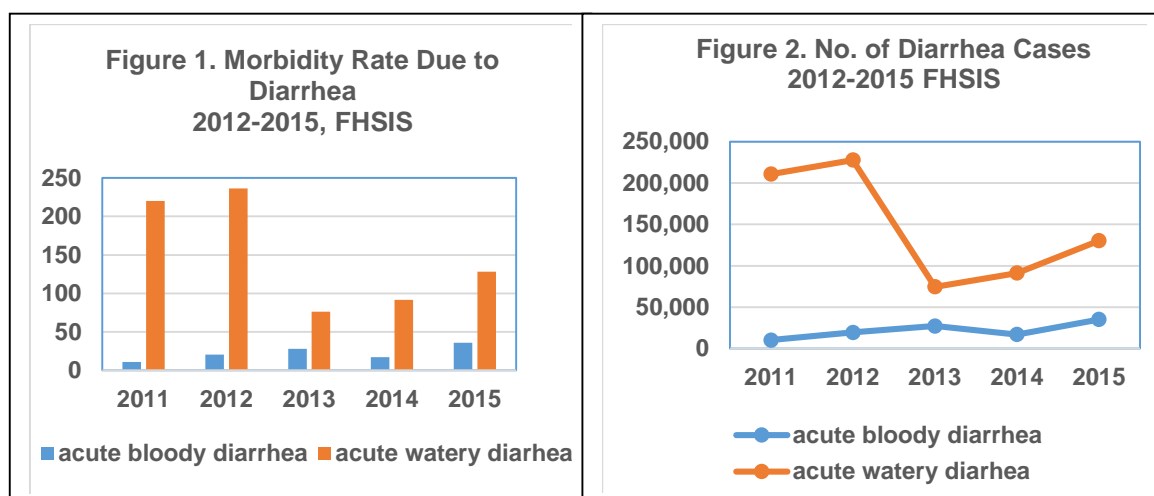 Figure 1. Morbidity Rate Due to
Diarrhea
2012-2015, FHSIS
250
200
150
100
50
0
2011 2012 2013 2014 2015
acute bloody diarrhea acute watery diarrhea
Figure 2. No. of Diarrhea Cases
2012-2015 FHSIS
250,000
200,000
150,000
100,000
50,000
0
2011 2012 2013 2014 2015
acute bloody diarrhea
acute watery diarhea